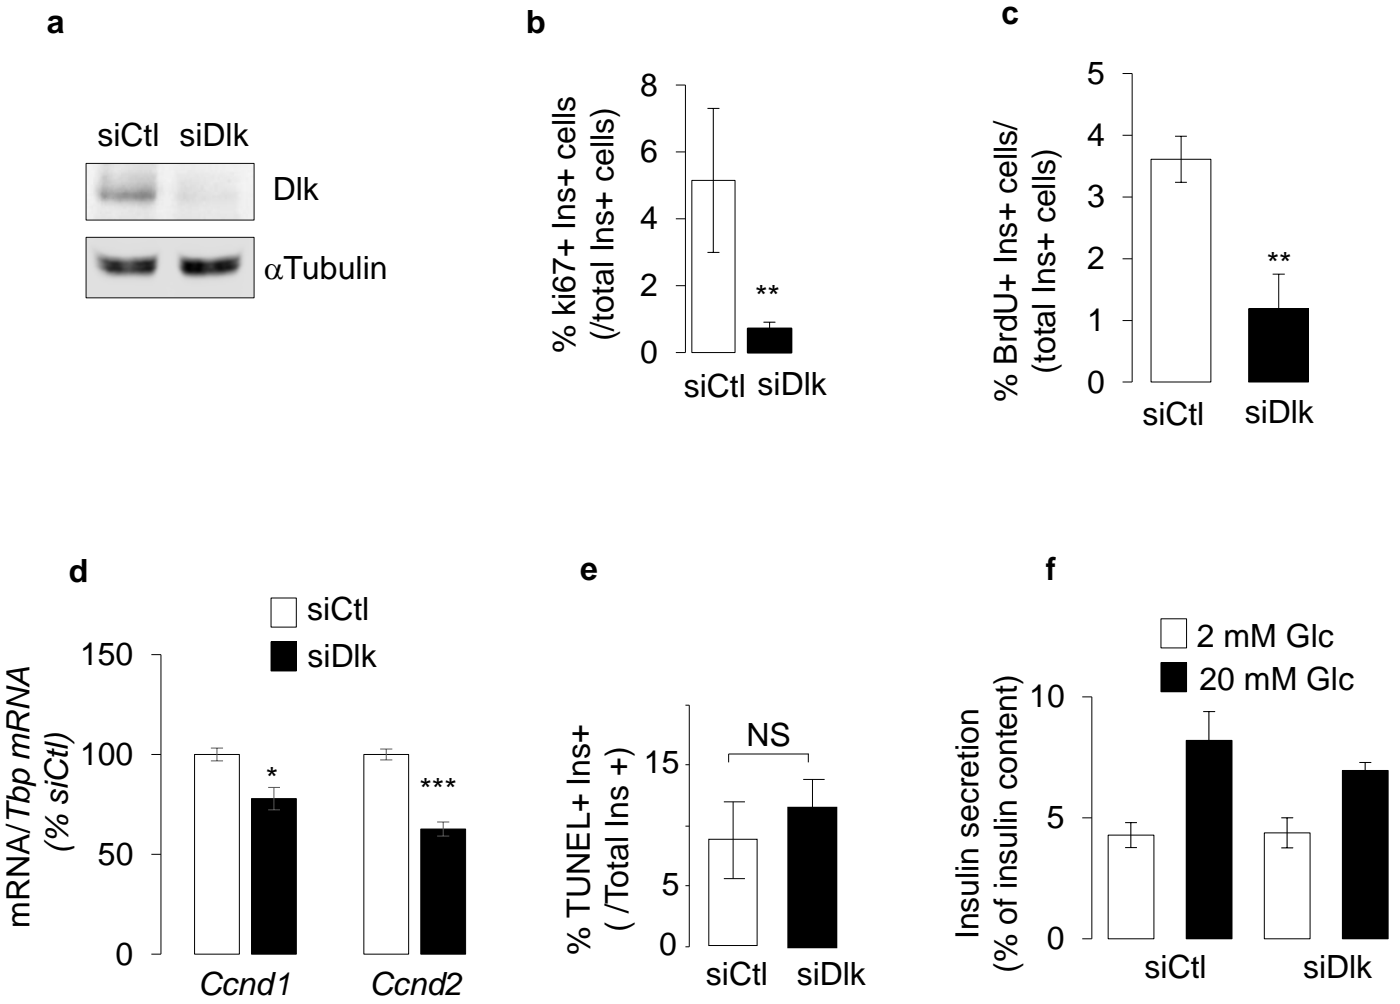 a
siCtl siDlk
Dlk
αTubulin
b
% ki67+ Ins+ cells
(/total Ins+ cells)
8
6
4
2
0
**
siCtl siDlk
c
% BrdU+ Ins+ cells/
(total Ins+ cells)
5
4
3
2
1
0
**
siCtl siDlk
d
siCtl
siDlk
mRNA/Tbp mRNA
(% siCtl)
150
100
50
0
*
***
Ccnd1 Ccnd2
e
% TUNEL+ Ins+
( /Total Ins +)
15
5
0
NS
siCtl siDlk
f
2 mM Glc
20 mM Glc
Insulin secretion
(% of insulin content)
10
5
0
siCtl siDlk